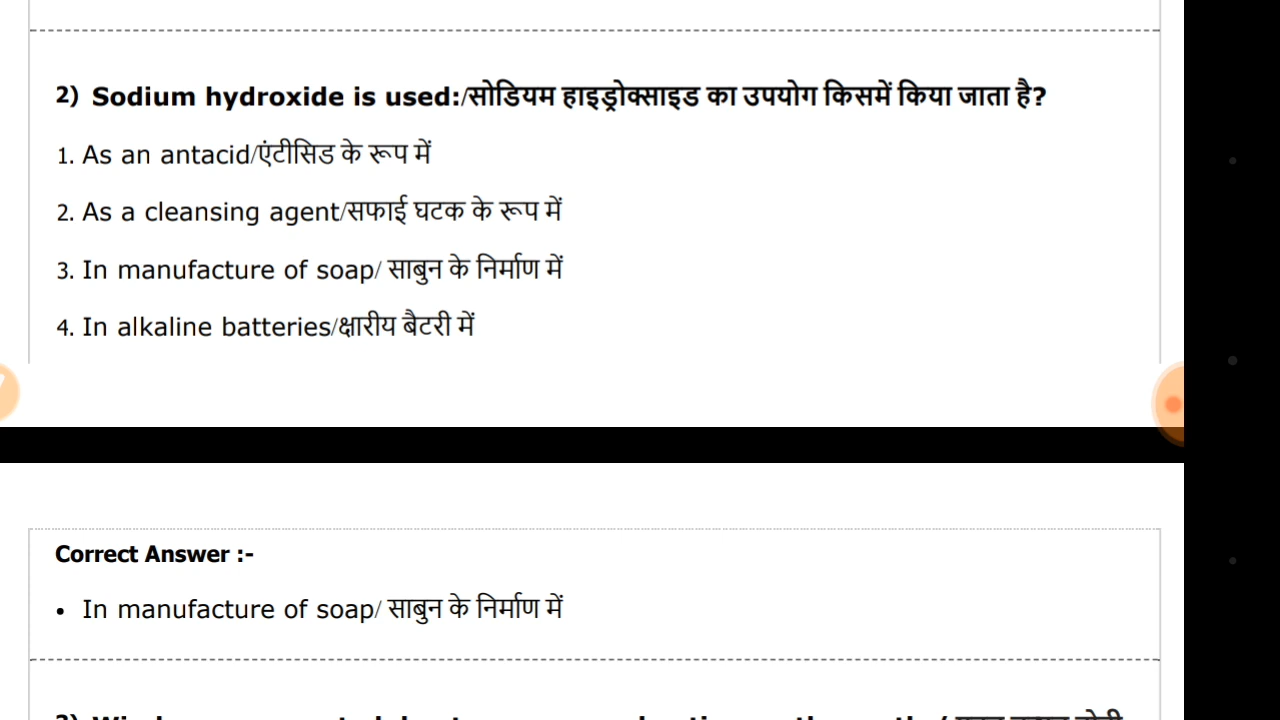 2) Sodium hydroxide is used:/सोडियम हाइड्रोक्साइड का उपयोग किसमें किया जाता है?
1. As an antacid/एंटीसिड के रूप में
2. As a cleansing agent/सफाई घटक के रूप में
3. In manufacture of soap/ साबुन के निर्माण में
4. In alkaline batteries/क्षारीय बैटरी में
Correct Answer :-
• In manufacture of soap/ साबुन के निर्माण में